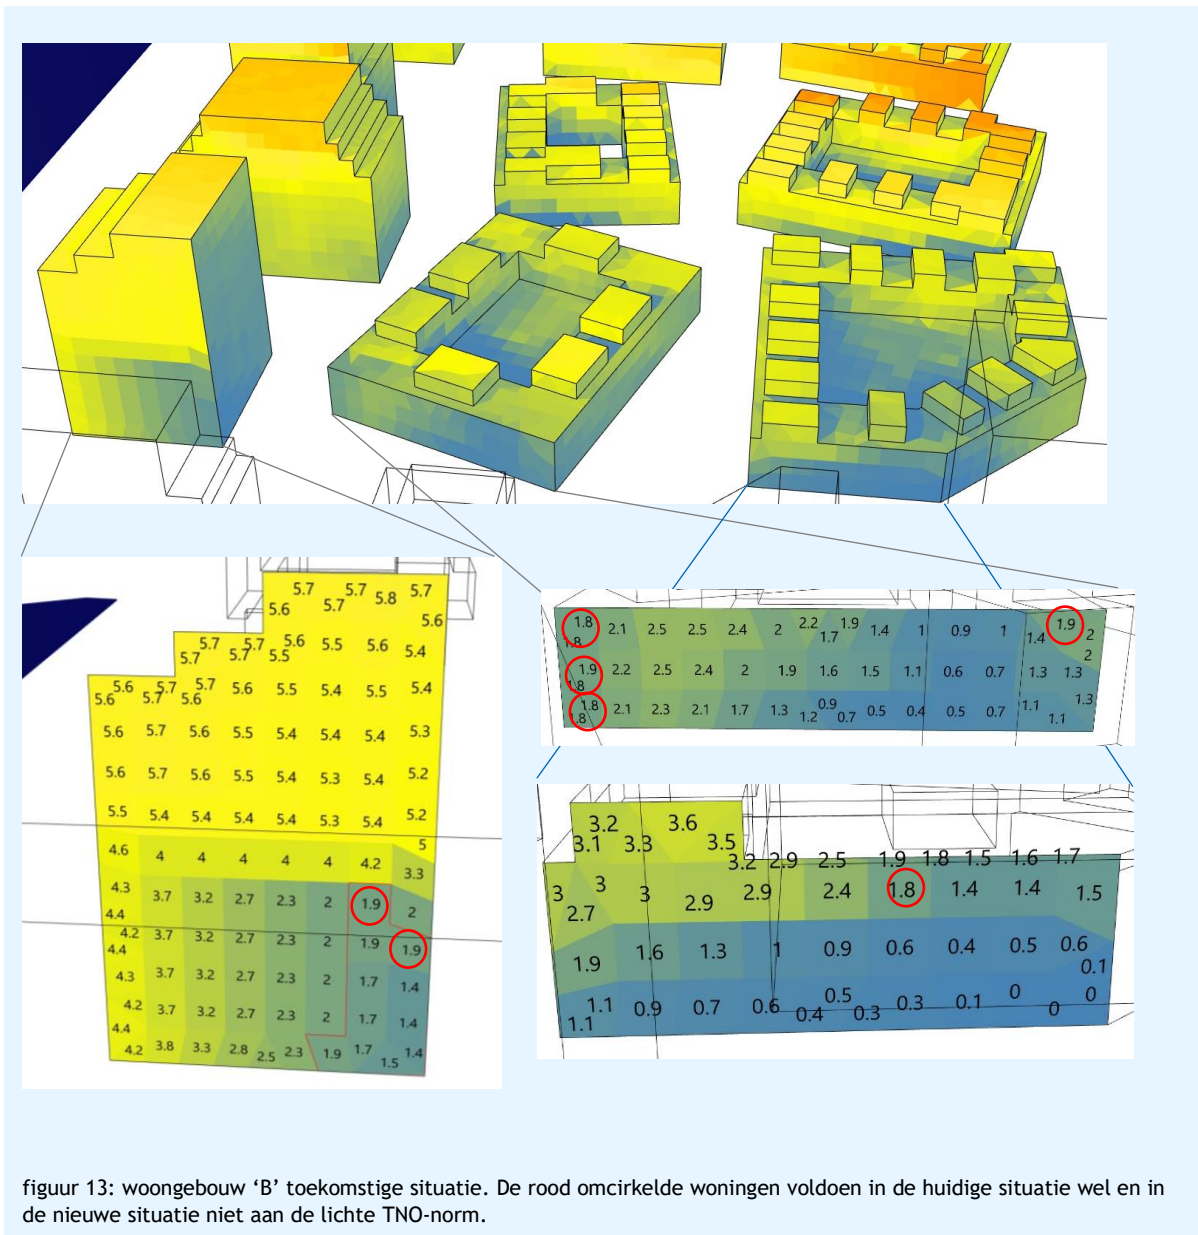 5.7 5.7 5.8 5.7
5.6 5.7 5.6
5.7 5.7 5.6 5.5 5.6 5.4
5.7 5.7 5.5
5.6 5.7 5.7 5.6 5.5 5.4 5.5 5.4
5.6 5.7 5.6
5.6 5.7 5.6 5.5 5.4 5.4 5.4 5.3
5.6 5.7 5.6 5.5 5.4 5.3 5.4 5.2
5.5 5.4 5.4 5.4 5.4 5.3 5.4 5.2
4.6 4 4 4 4 4 4.2 5
3.3
4.3 3.7 3.2 2.7 2.3 2 1.9 2
4.4
4.2 3.7 3.2 2.7 2.3 2 1.9 1.9
4.4
4.3 3.7 3.2 2.7 2.3 2 1.7 1.4
4.2 3.7 3.2 2.7 2.3 2 1.7 1.4
4.4
4.2 3.8 3.3 2.8 2.5 2.3 1.9 1.7 1.5 1.4
1.8 2.1 2.5 2.5 2.4 2 2.2 1.7 1.9 1.4 1 0.9 1 1.4 1.9 2
1.8 2
1.9 2.2 2.5 2.4 2 1.9 1.6 1.5 1.1 0.6 0.7 1.3 1.3
1.8
1.8 2.1 2.3 2.1 1.7 1.3 1.2 0.9 0.7 0.5 0.4 0.5 0.7 1.1 1.1 1.3
1.8
3.2 3.6
3.1 3.3 3.5
3.2 2.9 2.5 1.9 1.8 1.5 1.6 1.7
3 3 3 2.9 2.9 2.4 1.8 1.4 1.4 1.5
2.7
1.9 1.6 1.3 1 0.9 0.6 0.4 0.5 0.6
0.1
1.1 0.9 0.7 0.6 0.5 0.3 0.1 0 0
1.1 0.4 0.3 0
figuur 13: woongebouw ‘B’ toekomstige situatie. De rood omcirkelde woningen voldoen in de huidige situatie wel en in
de nieuwe situatie niet aan de lichte TNO-norm.